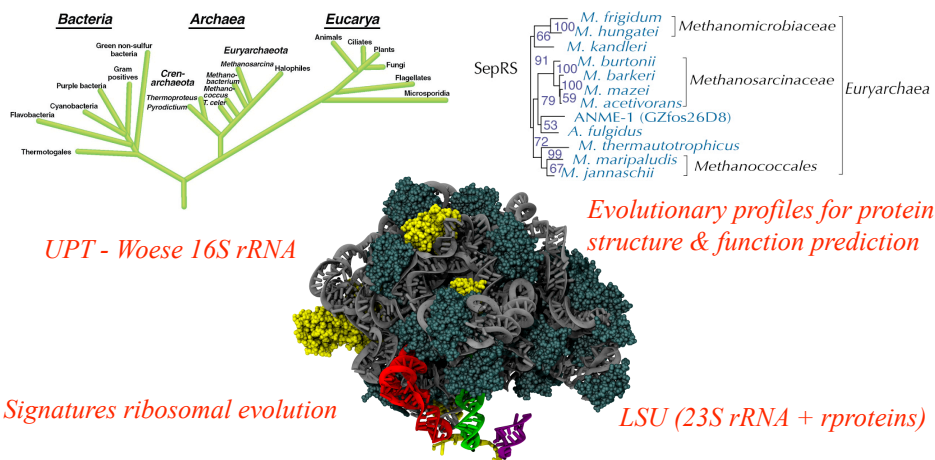 Bacteria
Archaea
Eucarya
Green non-sulfur
bacteria
Gram
positives
Purple bacteria
Cyanobacteria
Flavobacteria
Thermotogales
Cren-
archaeota
Thermoproteus
Pyrodictium
Euryarchaeota
Methanosarcina
Methano-
bacterium
Methano-
coccus
T. celer
Halophiles
Animals
Ciliates
Plants
Fungi
Flagellates
Microsporidia
SepRS
M. frigidum
100
M. hungatei
66
M. kandleri
91
M. burtonii
100
M. barkeri
100
M. mazei
79
59
M. acetivorans
ANME-1 (GZfos26D8)
53
A. fulgidus
72
M. thermautotrophicus
99
M. maripaludis
67
M. jannaschii
Methanomicrobiaceae
Methanosarcinaceae
Methanococcales
Euryarchaea
UPT - Woese 16S rRNA
Evolutionary profiles for protein
structure & function prediction
Signatures ribosomal evolution
LSU (23S rRNA + rproteins)